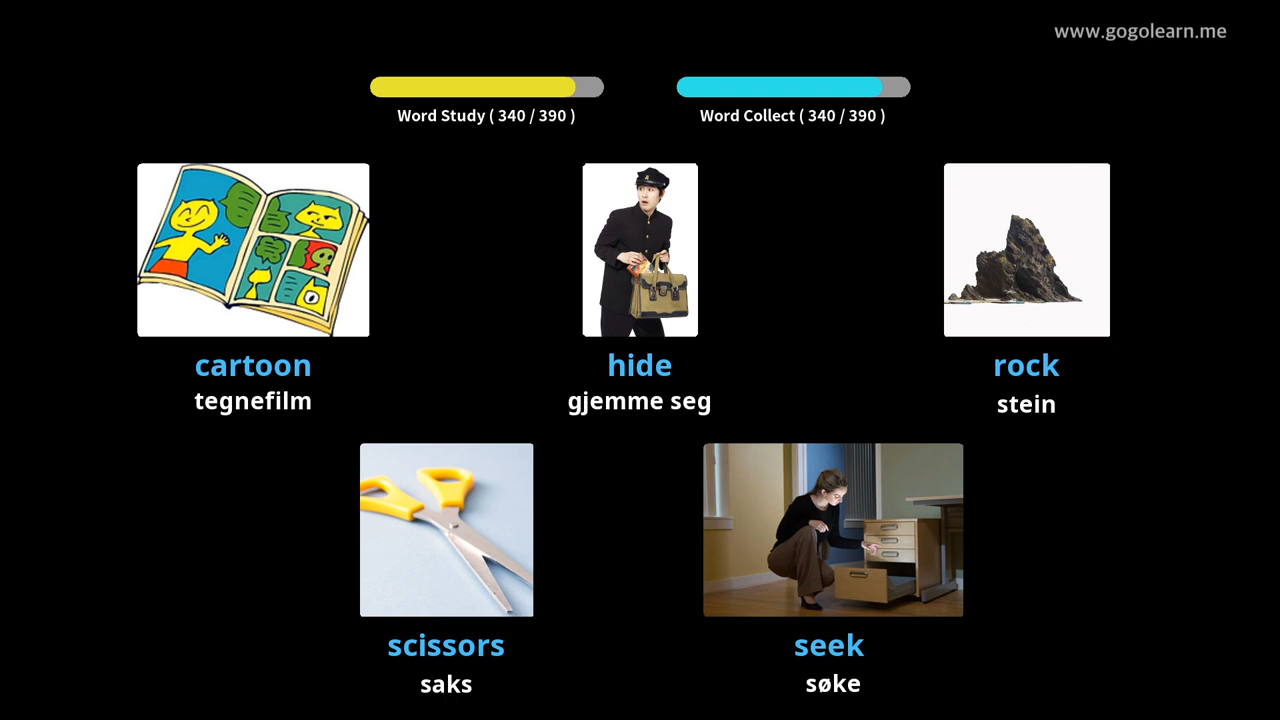 www.gogolearn.me
Word Study ( 340 / 390 )
Word Collect ( 340 / 390 )
cartoon
tegnefilm
hide
gjemme seg
rock
stein
scissors
saks
seek
søke